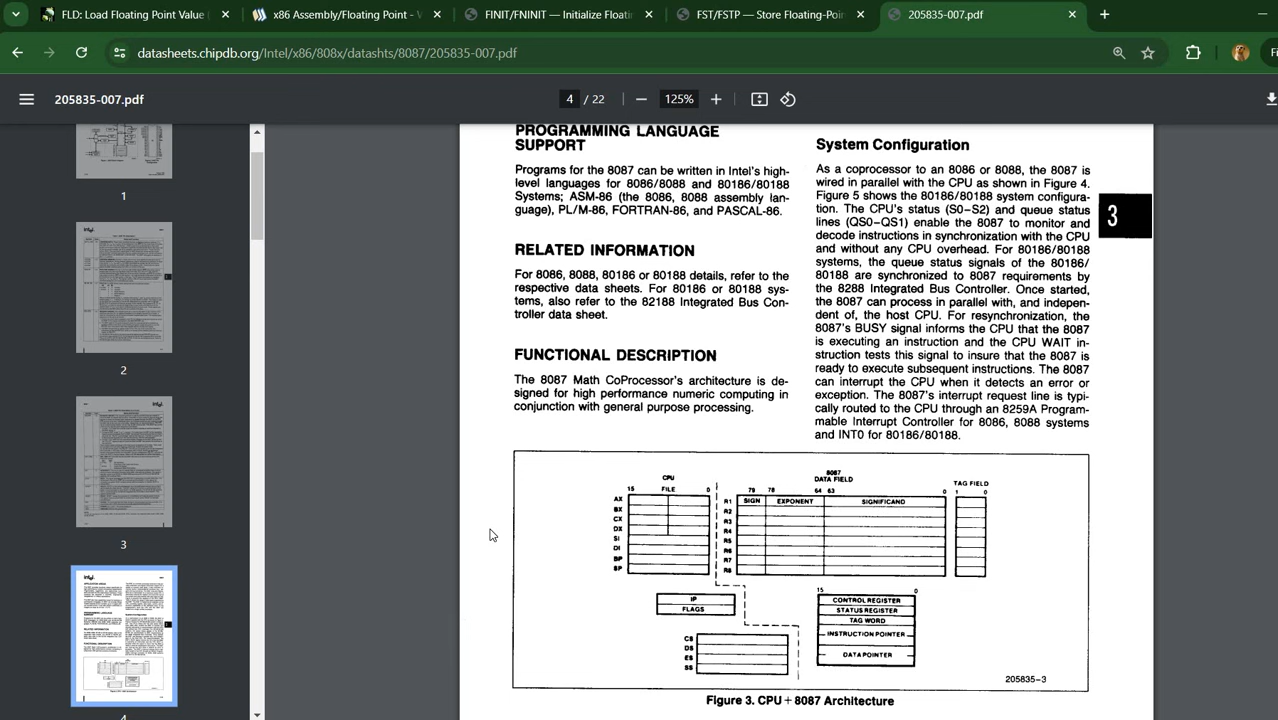 FLD: Load Floating Point Value (
x86 Assembly/Floating Point - V
FINIT/FNINIT — Initialize Floati
FST/FSTP — Store Floating-Poin
205835-007.pdf
datasheets.chipdb.org/Intel/x86/808x/datashts/8087/205835-007.pdf
205835-007.pdf
4 / 22
125%
1
2
3
4
PROGRAMMING LANGUAGE
SUPPORT
Programs for the 8087 can be written in Intel's high-
level languages for 8086/8088 and 80186/80188
Systems; ASM-86 (the 8086, 8088 assembly lan-
guage), PL/M-86, FORTRAN-86, and PASCAL-86.
RELATED INFORMATION
For 8086, 8088, 80186 or 80188 details, refer to the
respective data sheets. For 80186 or 80188 sys-
tems, also refer to the 82188 Integrated Bus Con-
troller data sheet.
FUNCTIONAL DESCRIPTION
The 8087 Math CoProcessor's architecture is de-
signed for high performance numeric computing in
conjunction with general purpose processing.
System Configuration
As a coprocessor to an 8086 or 8088, the 8087 is
wired in parallel with the CPU as shown in Figure 4.
Figure 5 shows the 80186/80188 system configura-
tion. The CPU's status (S0–S2) and queue status
lines (QS0–QS1) enable the 8087 to monitor and
decode instructions in synchronization with the CPU
and without any CPU overhead. For 80186/80188
systems, the queue status signals of the 80186/
80188 are synchronized to 8087 requirements by
the 8288 Integrated Bus Controller. Once started,
the 8087 can process in parallel with, and indepen-
dent of, the host CPU. For resynchronization, the
8087's BUSY signal informs the CPU that the 8087
is executing an instruction and the CPU WAIT in-
struction tests this signal to insure that the 8087 is
ready to execute subsequent instructions. The 8087
can interrupt the CPU when it detects an error or
exception. The 8087's interrupt request line is typi-
cally routed to the CPU through an 8259A Program-
mable Interrupt Controller for 8086, 8088 systems
and INT0 for 80186/80188.
3
CPU
15 FILE 0
AX
BX
CX
DX
SI
DI
BP
SP
8087
DATA FIELD
79 78 64 63 0
SIGN EXPONENT SIGNIFICAND
R1
R2
R3
R4
R5
R6
R7
R8
TAG FIELD
1 0
IP
FLAGS
CS
DS
ES
SS
15 0
CONTROL REGISTER
STATUS REGISTER
TAG WORD
INSTRUCTION POINTER
DATA POINTER
205835-3
Figure 3. CPU + 8087 Architecture